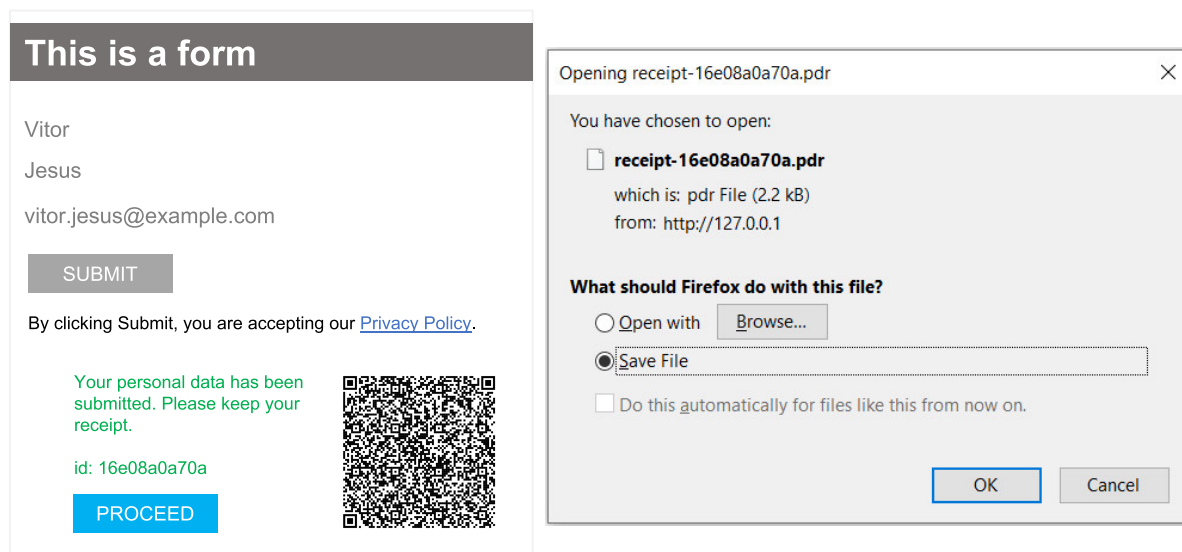 This is a form
Vitor
Jesus
vitor.jesus@example.com
SUBMIT
By clicking Submit, you are accepting our Privacy Policy.
Your personal data has been
submitted. Please keep your
receipt.
id: 16e08a0a70a
PROCEED
Opening receipt-16e08a0a70a.pdr
You have chosen to open:
receipt-16e08a0a70a.pdr
which is: pdr File (2.2 kB)
from: http://127.0.0.1
What should Firefox do with this file?
Open with Browse...
Save File
Do this automatically for files like this from now on.
OK Cancel